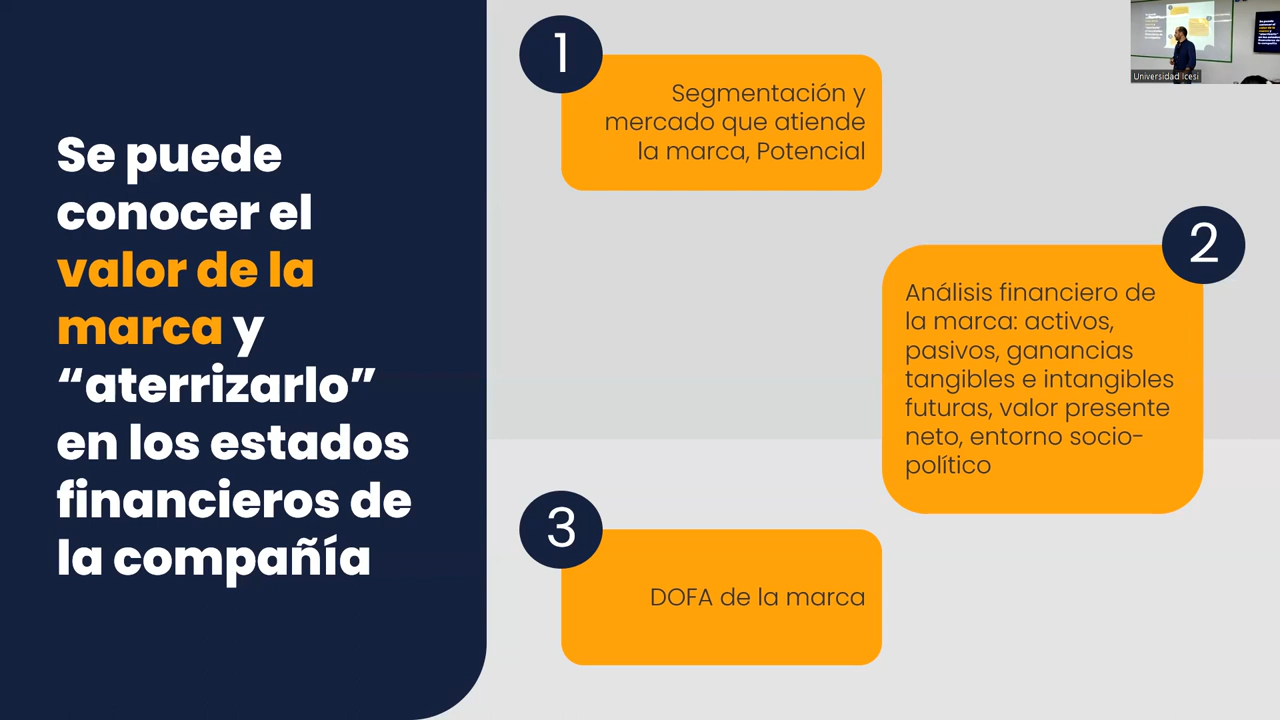 Se puede
conocer el
valor de la
marca y
“aterrizarlo”
en los estados
financieros de
la compañía
1
Segmentación y
mercado que atiende
la marca, Potencial
2
Análisis financiero de
la marca: activos,
pasivos, ganancias
tangibles e intangibles
futuras, valor presente
neto, entorno socio-
político
3
DOFA de la marca
Universidad Icesi